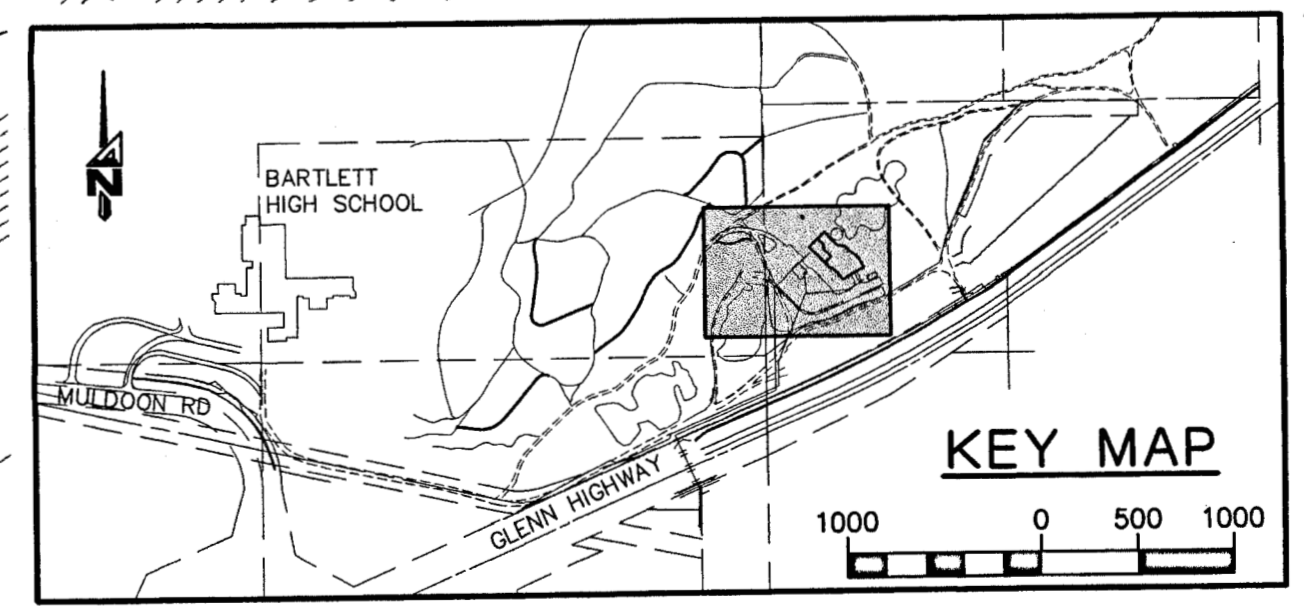 N
BARTLETT
HIGH SCHOOL
MULDOON RD
GLENN HIGHWAY
KEY MAP
1000 0 500 1000